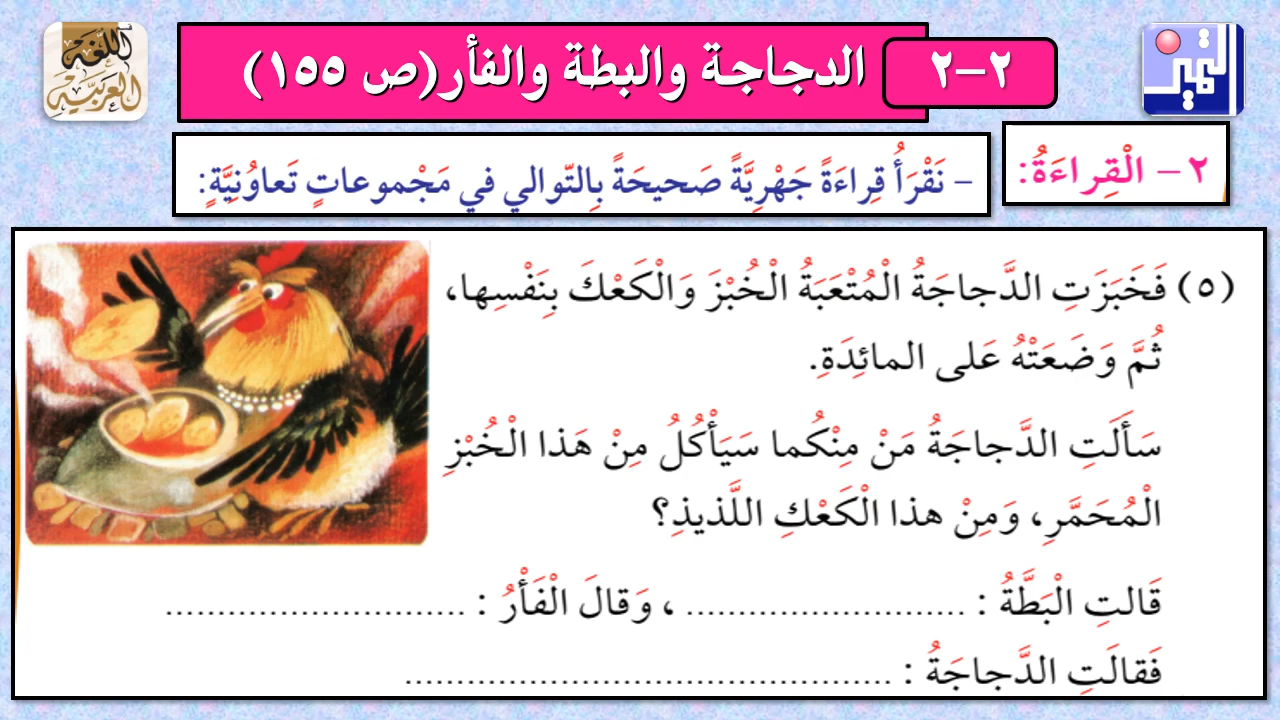 اللغة العربية
٢-٢ الدجاجة والبطة والفأر (ص ١٥٥)
التميز
٢ - الْقِراءَةُ:
- نَقْرَأُ قِراءَةً جَهْرِيَّةً صَحيحَةً بِالتّوالي في مَجْموعاتٍ تَعاوُنِيَّةٍ:
(٥) فَخَبَزَتِ الدَّجاجَةُ الْمُتْعَبَةُ الْخُبْزَ وَالْكَعْكَ بِنَفْسِها،
ثُمَّ وَضَعَتْهُ عَلى المائِدَةِ.
سَأَلَتِ الدَّجاجَةُ مَنْ مِنْكُما سَيَأْكُلُ مِنْ هَذا الْخُبْزِ
الْمُحَمَّرِ، وَمِنْ هذا الْكَعْكِ اللَّذيذِ؟
قَالتِ الْبَطَّةُ : ........................... ، وَقالَ الْفَأْرُ : .............................
فَقالَتِ الدَّجاجَةُ : ...............................................